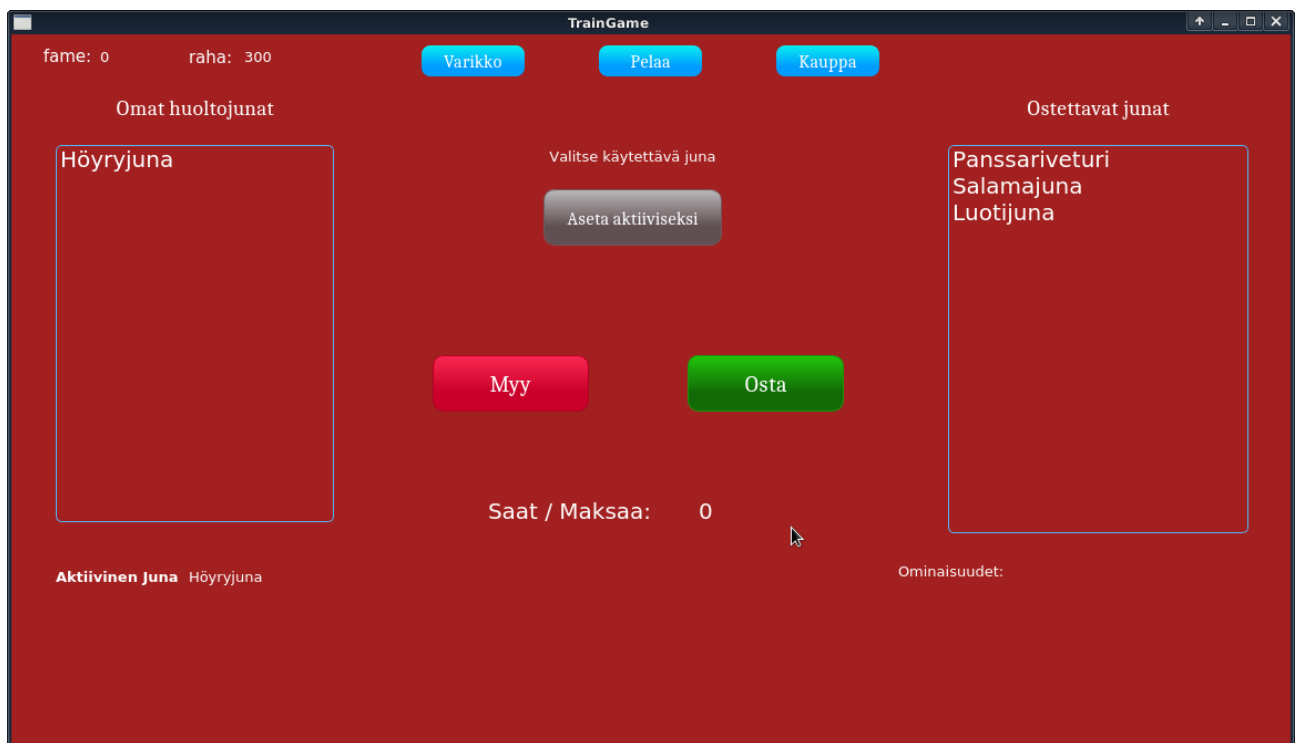 TrainGame
fame: 0 raha: 300 Varikko Pelaa Kauppa
Omat huoltojunat
Höyryjuna
Valitse käytettävä juna
Aseta aktiiviseksi
Myy Osta
Saat / Maksaa: 0
Ostettavat junat
Panssariveturi
Salamajuna
Luotijuna
Aktiivinen Juna Höyryjuna
Ominaisuudet: